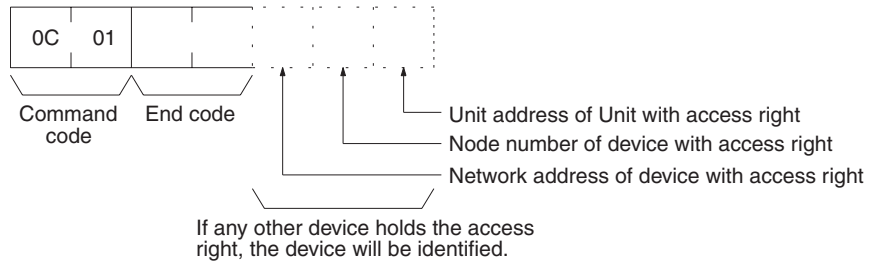 0C 01
Command
code
End code
Unit address of Unit with access right
Node number of device with access right
Network address of device with access right
If any other device holds the access
right, the device will be identified.